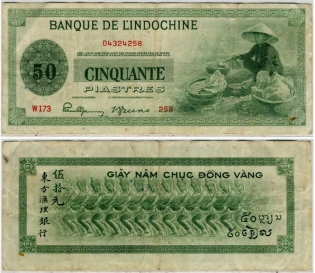 BANQUE DE L'INDOCHINE
04324258
50
CINQUANTE
PIASTRES
W173
258
GIẤY NĂM CHỤC ĐỒNG VÀNG
伍拾元
東方滙理銀行